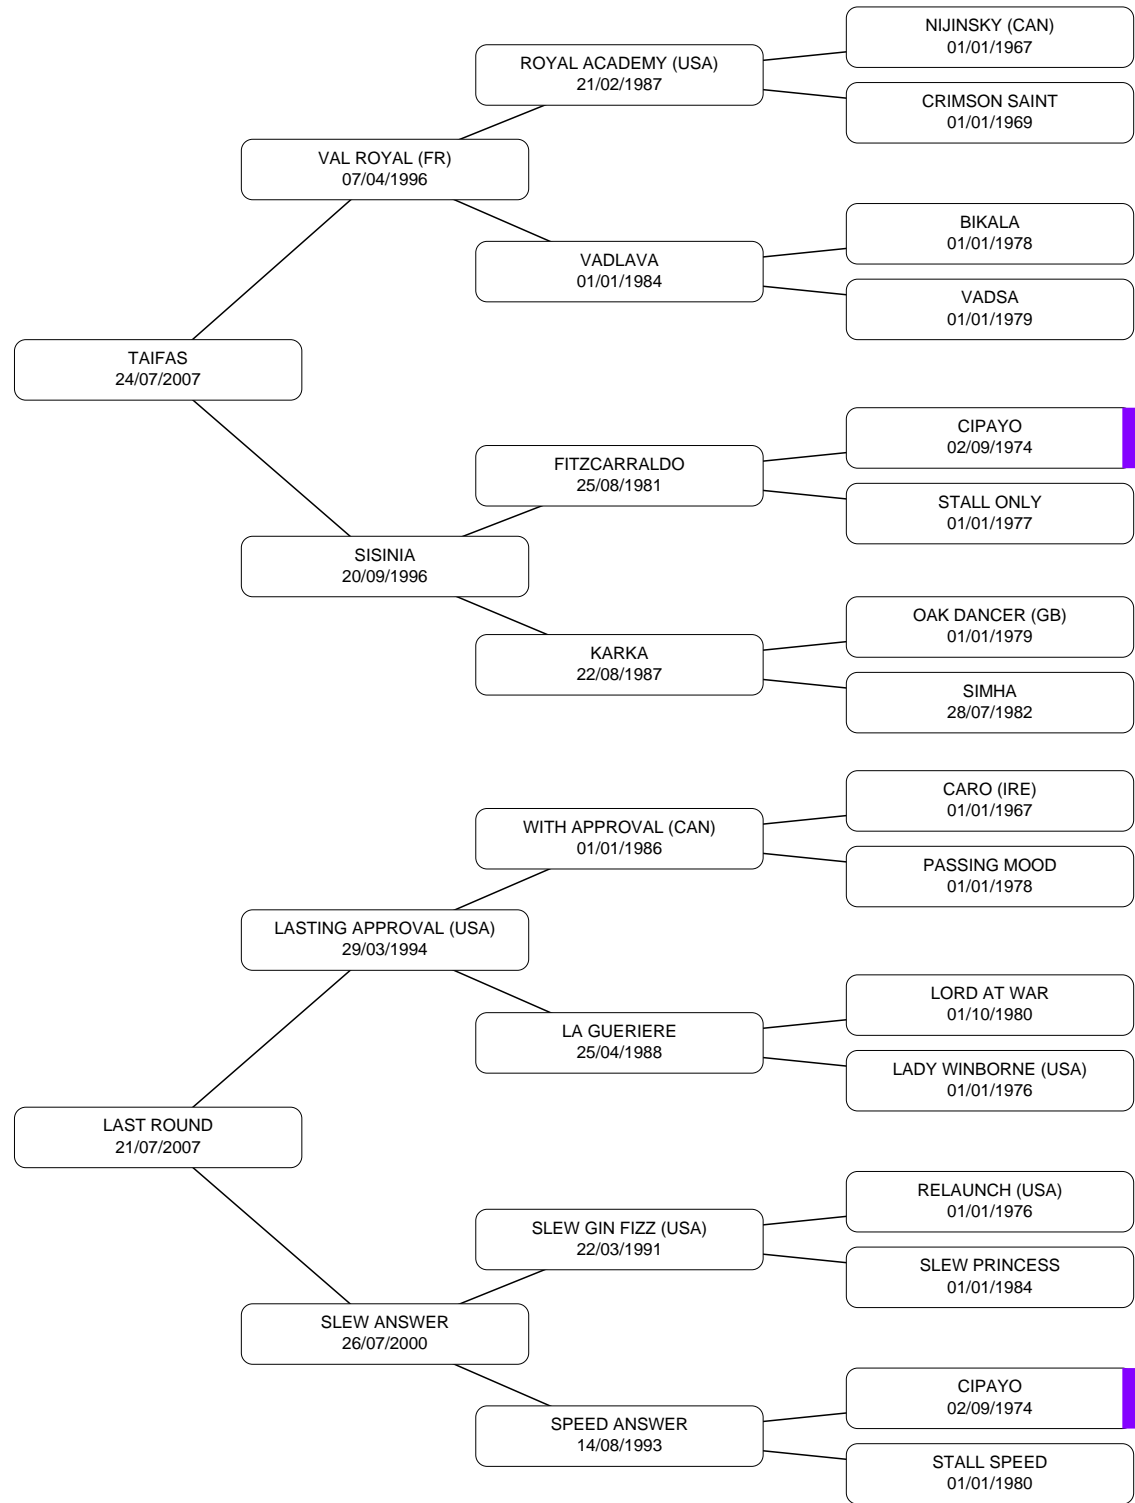 NIJINSKY (CAN)
01/01/1967
ROYAL ACADEMY (USA)
21/02/1987
CRIMSON SAINT
01/01/1969
VAL ROYAL (FR)
07/04/1996
BIKALA
01/01/1978
VADLAVA
01/01/1984
VADSA
01/01/1979
TAIFAS
24/07/2007
CIPAYO
02/09/1974
FITZCARRALDO
25/08/1981
STALL ONLY
01/01/1977
SISINIA
20/09/1996
OAK DANCER (GB)
01/01/1979
KARKA
22/08/1987
SIMHA
28/07/1982
CARO (IRE)
01/01/1967
WITH APPROVAL (CAN)
01/01/1986
PASSING MOOD
01/01/1978
LASTING APPROVAL (USA)
29/03/1994
LORD AT WAR
01/10/1980
LA GUERIERE
25/04/1988
LADY WINBORNE (USA)
01/01/1976
LAST ROUND
21/07/2007
RELAUNCH (USA)
01/01/1976
SLEW GIN FIZZ (USA)
22/03/1991
SLEW PRINCESS
01/01/1984
SLEW ANSWER
26/07/2000
CIPAYO
02/09/1974
SPEED ANSWER
14/08/1993
STALL SPEED
01/01/1980